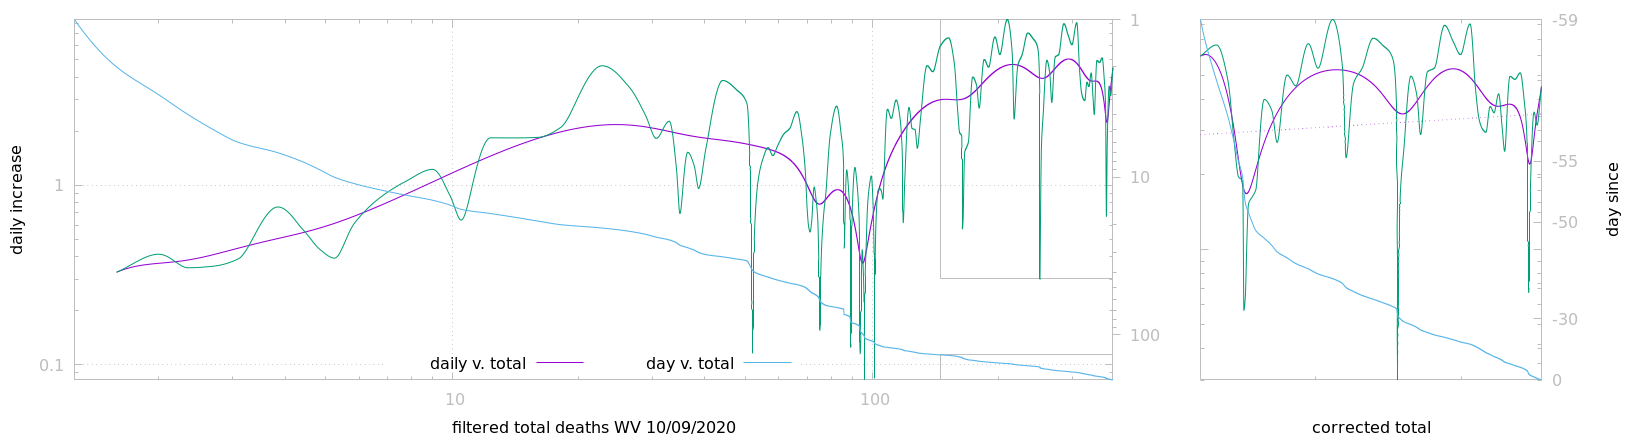 daily increase
1
0.1
10
100
1
10
100
daily v. total
day v. total
filtered total deaths WV 10/09/2020
-59
-55
-50
-30
0
day since
corrected total